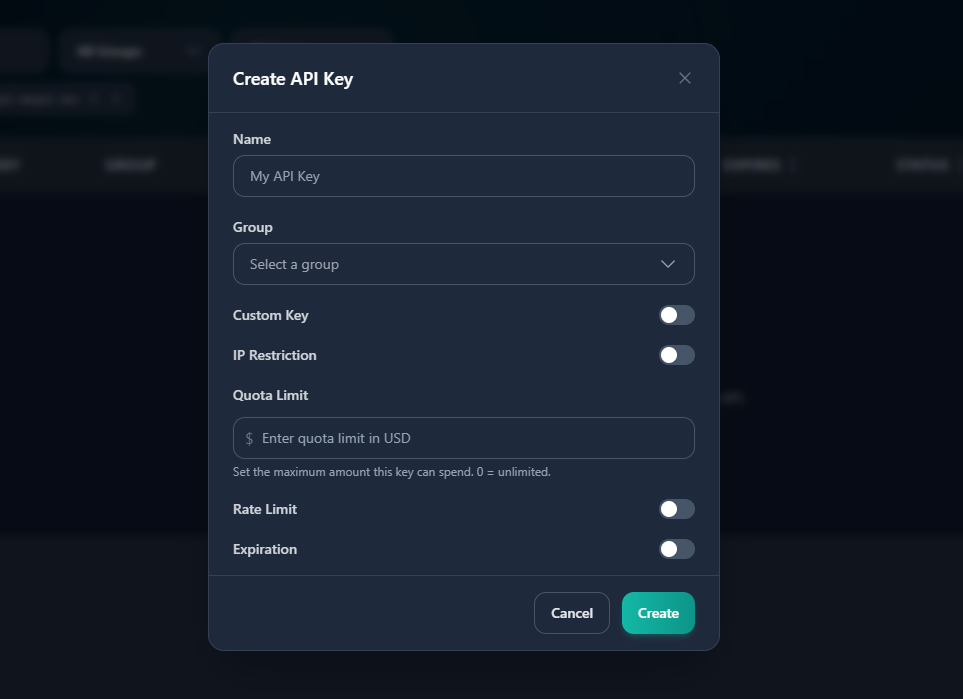 Create API Key
Name
My API Key
Group
Select a group
Custom Key
IP Restriction
Quota Limit
$ Enter quota limit in USD
Set the maximum amount this key can spend. 0 = unlimited.
Rate Limit
Expiration
Cancel
Create